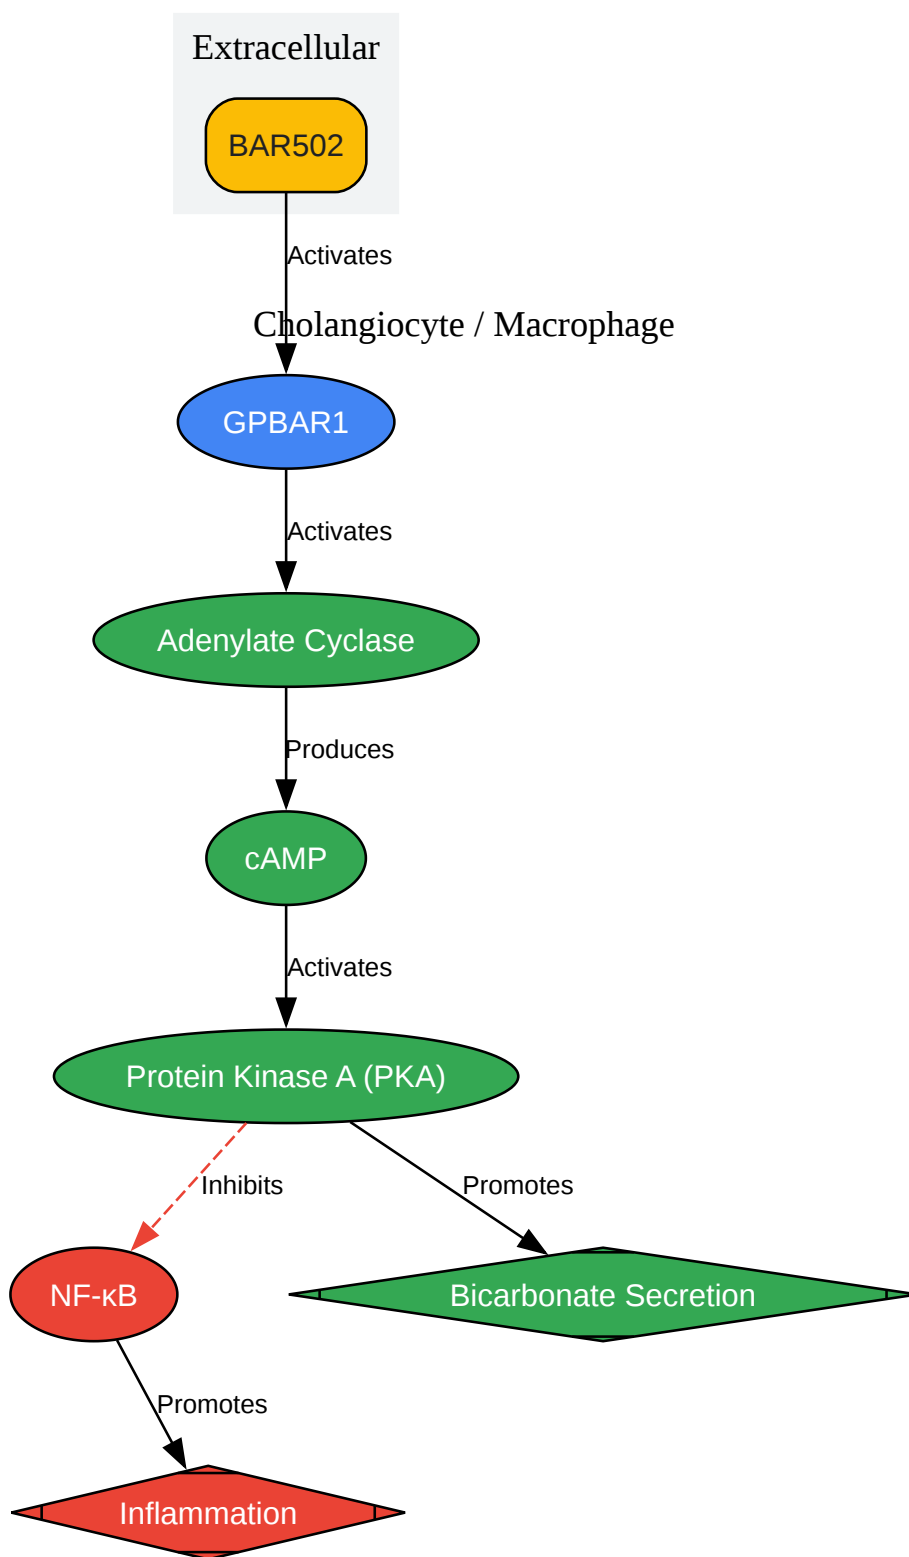 Extracellular
BAR502
Activates
Cholangiocyte / Macrophage
GPBAR1
Activates
Adenylate Cyclase
Produces
cAMP
Activates
Protein Kinase A (PKA)
Inhibits
Promotes
NF-κB
Bicarbonate Secretion
Promotes
Inflammation